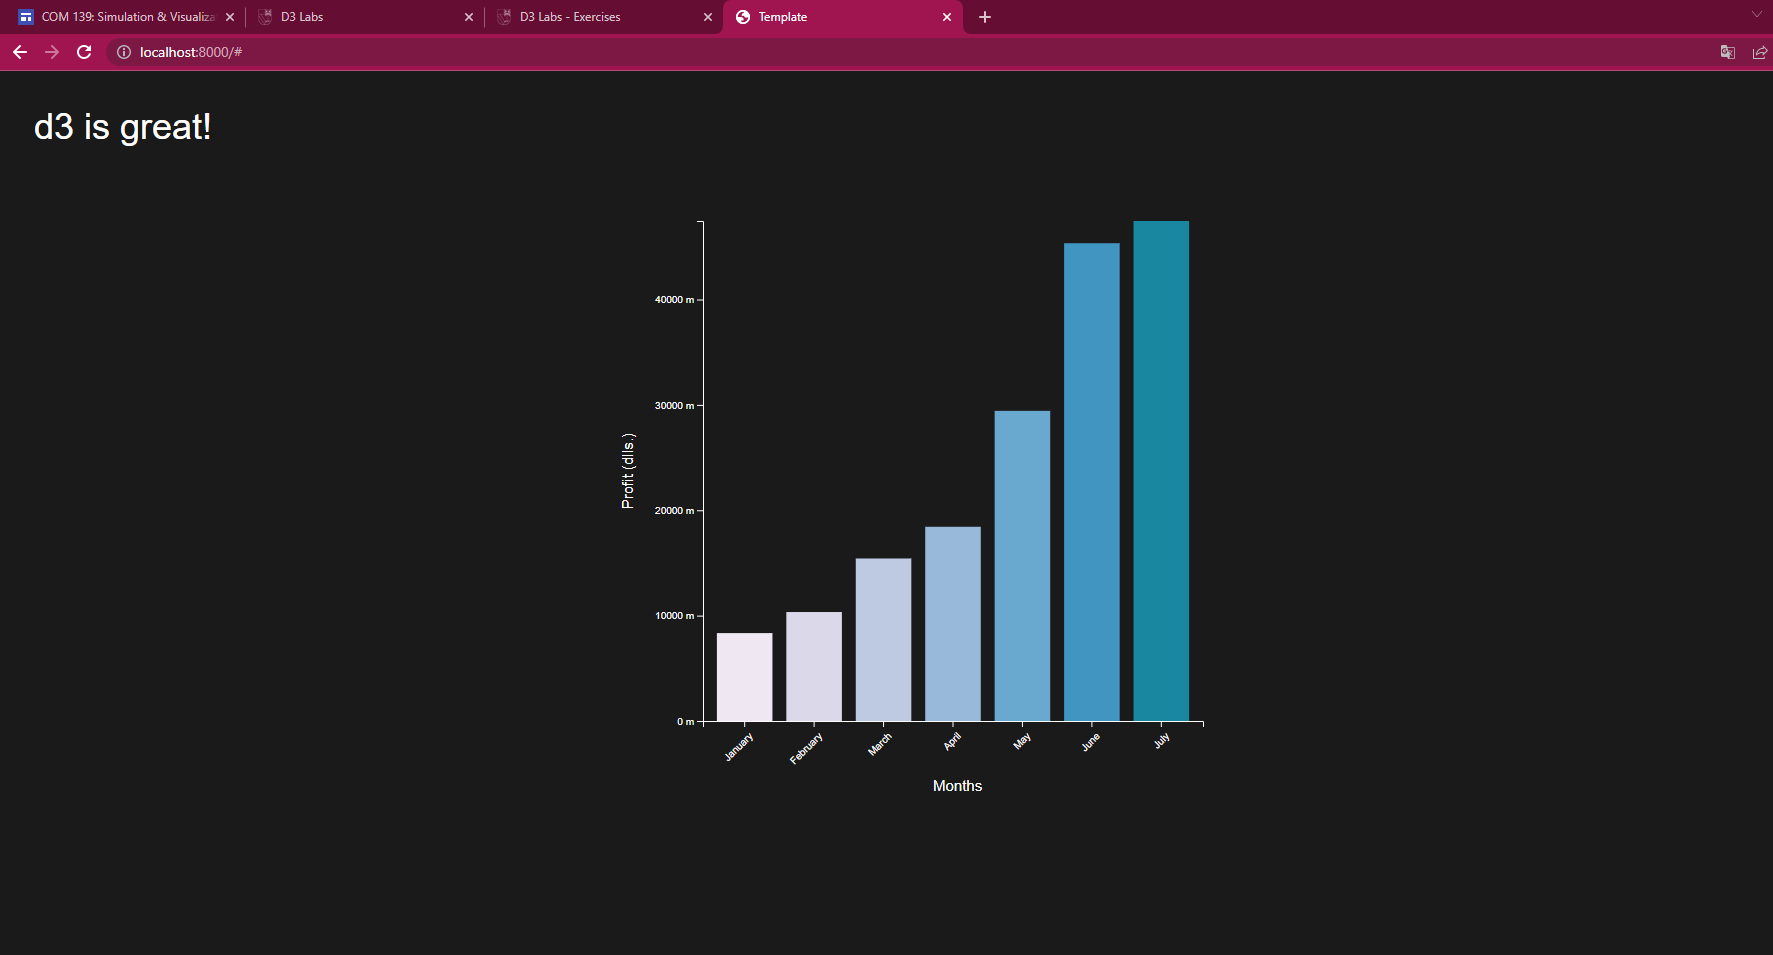 COM 139: Simulation & Visualiza
D3 Labs
D3 Labs - Exercises
Template
localhost:8000/#
d3 is great!
40000 m
30000 m
20000 m
10000 m
0 m
Profit (dlls.)
January
February
March
April
May
June
July
Months